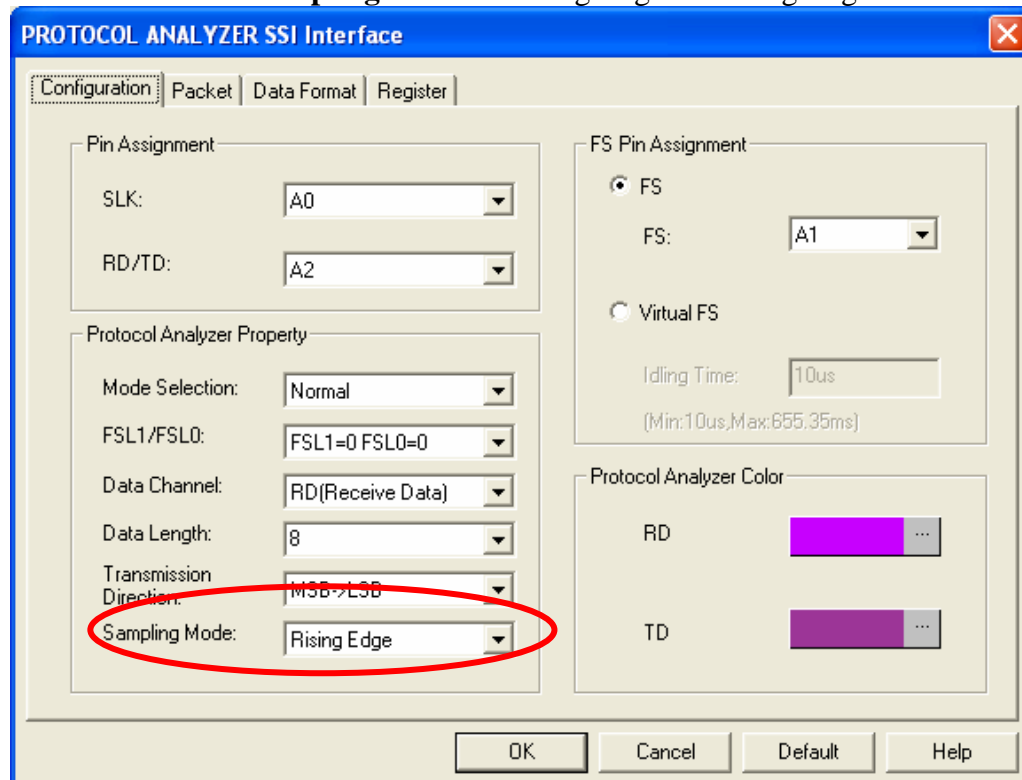 PROTOCOL ANALYZER SSI Interface
Configuration Packet Data Format Register
Pin Assignment
SLK: A0
RD/TD: A2
Protocol Analyzer Property
Mode Selection: Normal
FSL1/FSL0: FSL1=0 FSL0=0
Data Channel: RD(Receive Data)
Data Length: 8
Transmission
Direction: MSB->LSB
Sampling Mode: Rising Edge
FS Pin Assignment
FS
FS: A1
Virtual FS
Idling Time: 10us
(Min:10us,Max:655.35ms)
Protocol Analyzer Color
RD ...
TD ...
OK Cancel Default Help